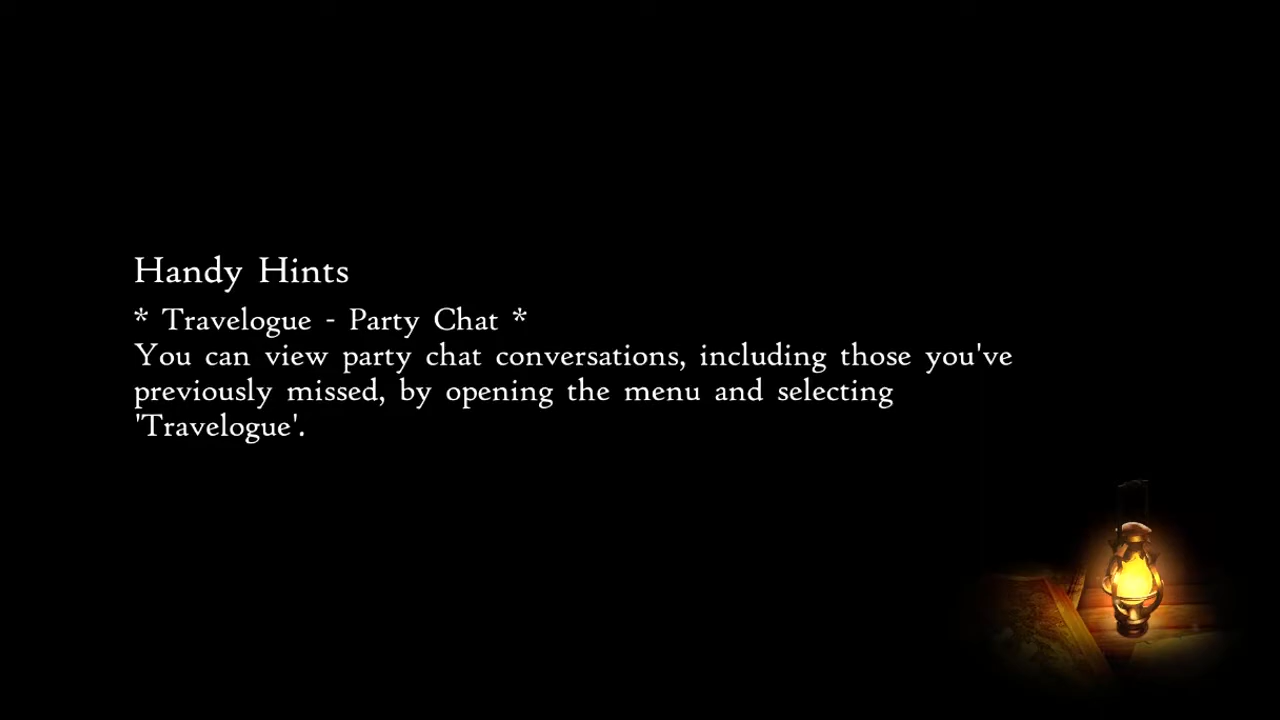 Handy Hints
* Travelogue - Party Chat *
You can view party chat conversations, including those you've
previously missed, by opening the menu and selecting
'Travelogue'.